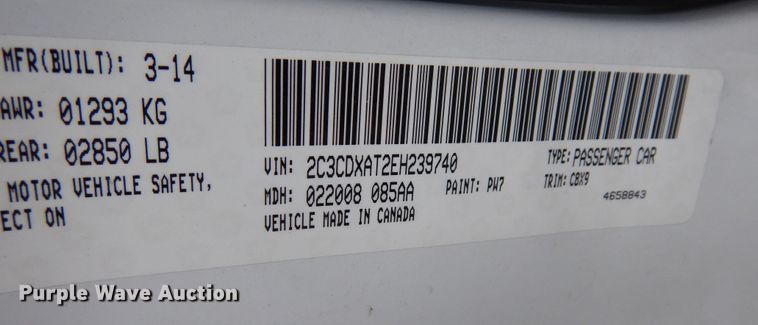 MFR(BUILT): 3-14
AWR: 01293 KG
REAR: 02850 LB
MOTOR VEHICLE SAFETY,
ECT ON
VIN: 2C3CDXAT2EH239740
TYPE: PASSENGER CAR
MDH: 022008 085AA
PAINT: PW7
TRIM: C8X9
VEHICLE MADE IN CANADA
4658843
Purple Wave Auction